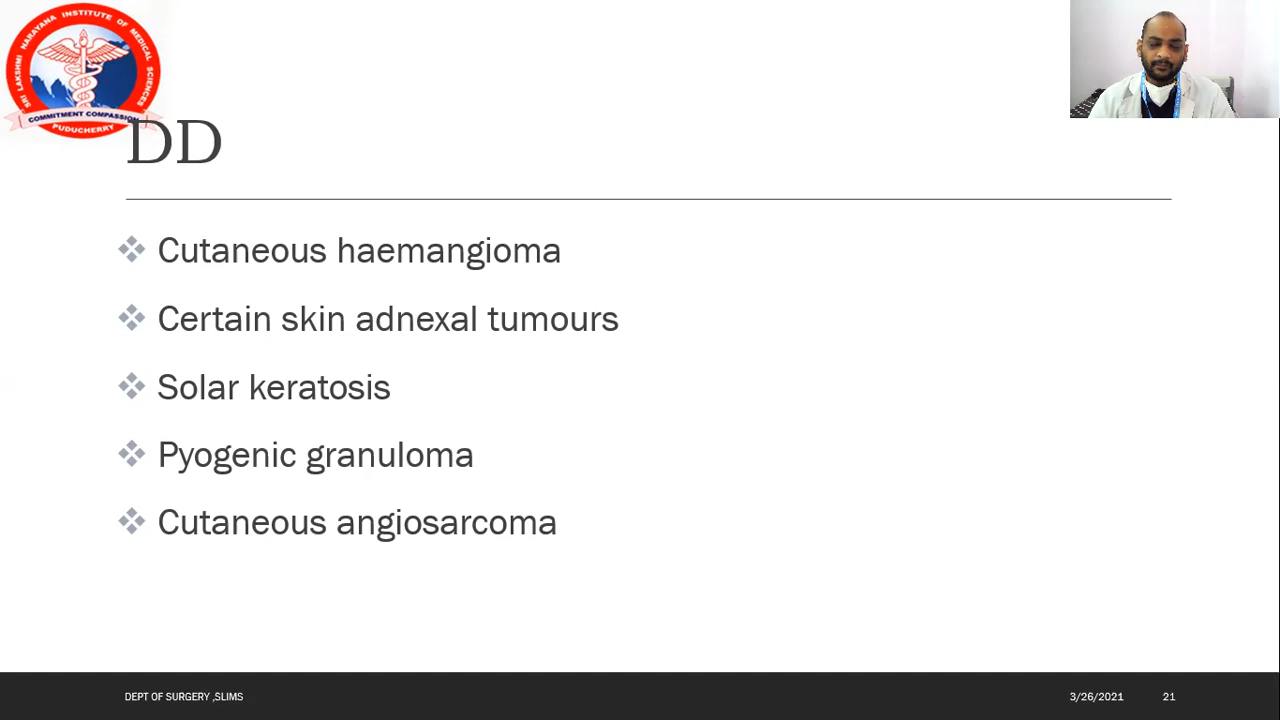 SRI LAKSHMI NARAYANA INSTITUTE OF MEDICAL SCIENCES
COMMITMENT COMPASSION
PUDUCHERRY
DD
Cutaneous haemangioma
Certain skin adnexal tumours
Solar keratosis
Pyogenic granuloma
Cutaneous angiosarcoma
DEPT OF SURGERY ,SLIMS
3/26/2021
21